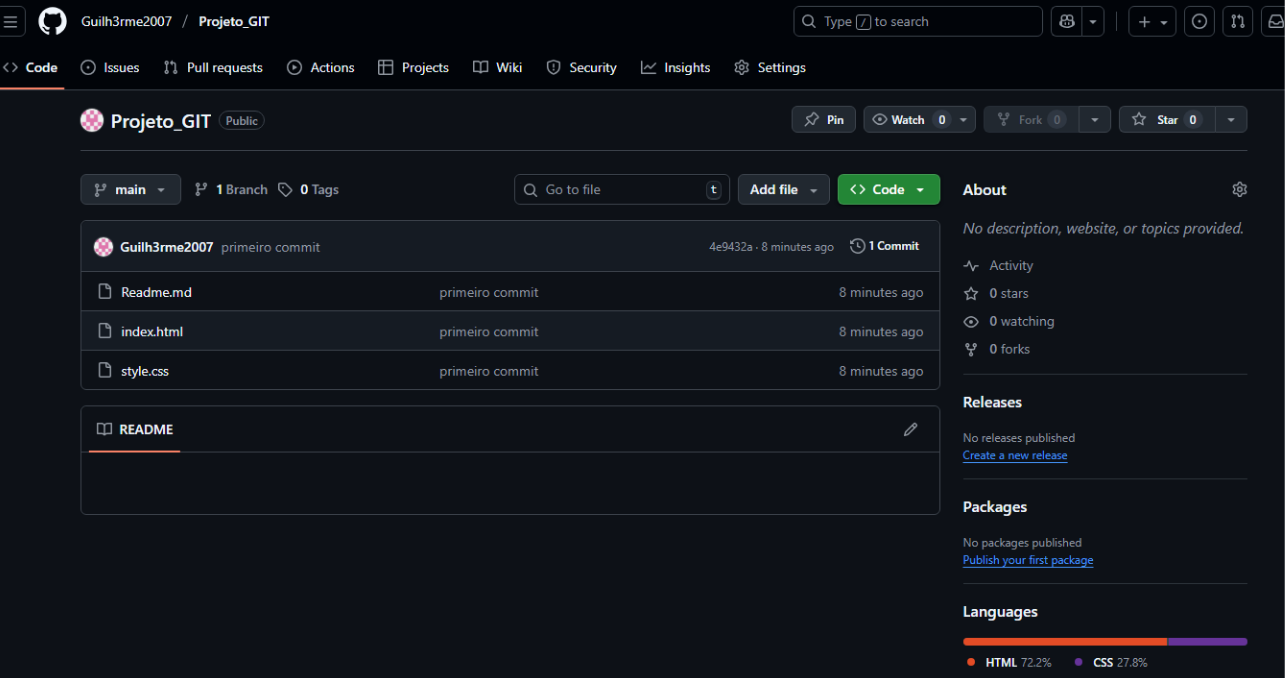 Guilh3rme2007 / Projeto_GIT
Type / to search
Code Issues Pull requests Actions Projects Wiki Security Insights Settings
Projeto_GIT Public
Pin Watch 0 Fork 0 Star 0
main 1 Branch 0 Tags
Go to file t Add file Code
Guilh3rme2007 primeiro commit 4e9432a · 8 minutes ago 1 Commit
Readme.md primeiro commit 8 minutes ago
index.html primeiro commit 8 minutes ago
style.css primeiro commit 8 minutes ago
README
About
No description, website, or topics provided.
Activity
0 stars
0 watching
0 forks
Releases
No releases published
Create a new release
Packages
No packages published
Publish your first package
Languages
HTML 72.2% CSS 27.8%